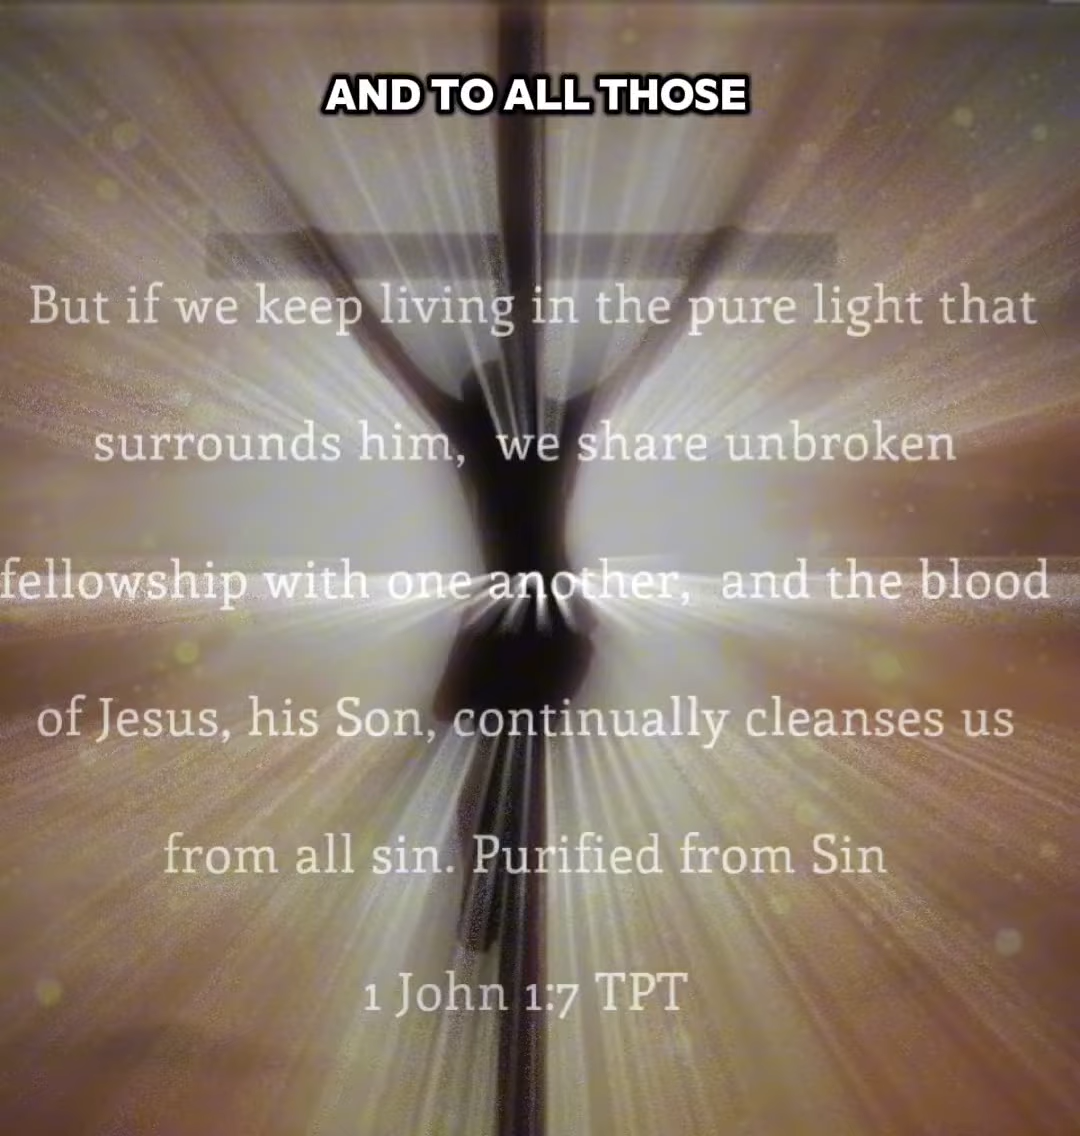 AND TO ALL THOSE
But if we keep living in the pure light that
surrounds him, we share unbroken
fellowship with one another, and the blood
of Jesus, his Son, continually cleanses us
from all sin. Purified from Sin
1 John 1:7 TPT